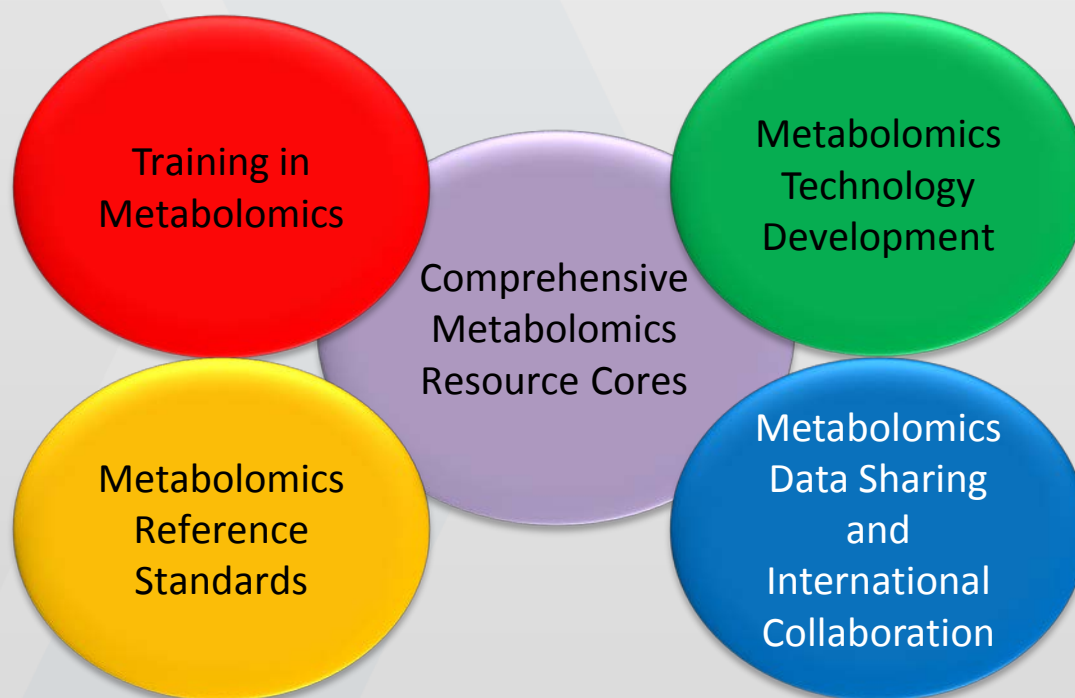 Training in
Metabolomics
Metabolomics
Technology
Development
Comprehensive
Metabolomics
Resource Cores
Metabolomics
Reference
Standards
Metabolomics
Data Sharing
and
International
Collaboration